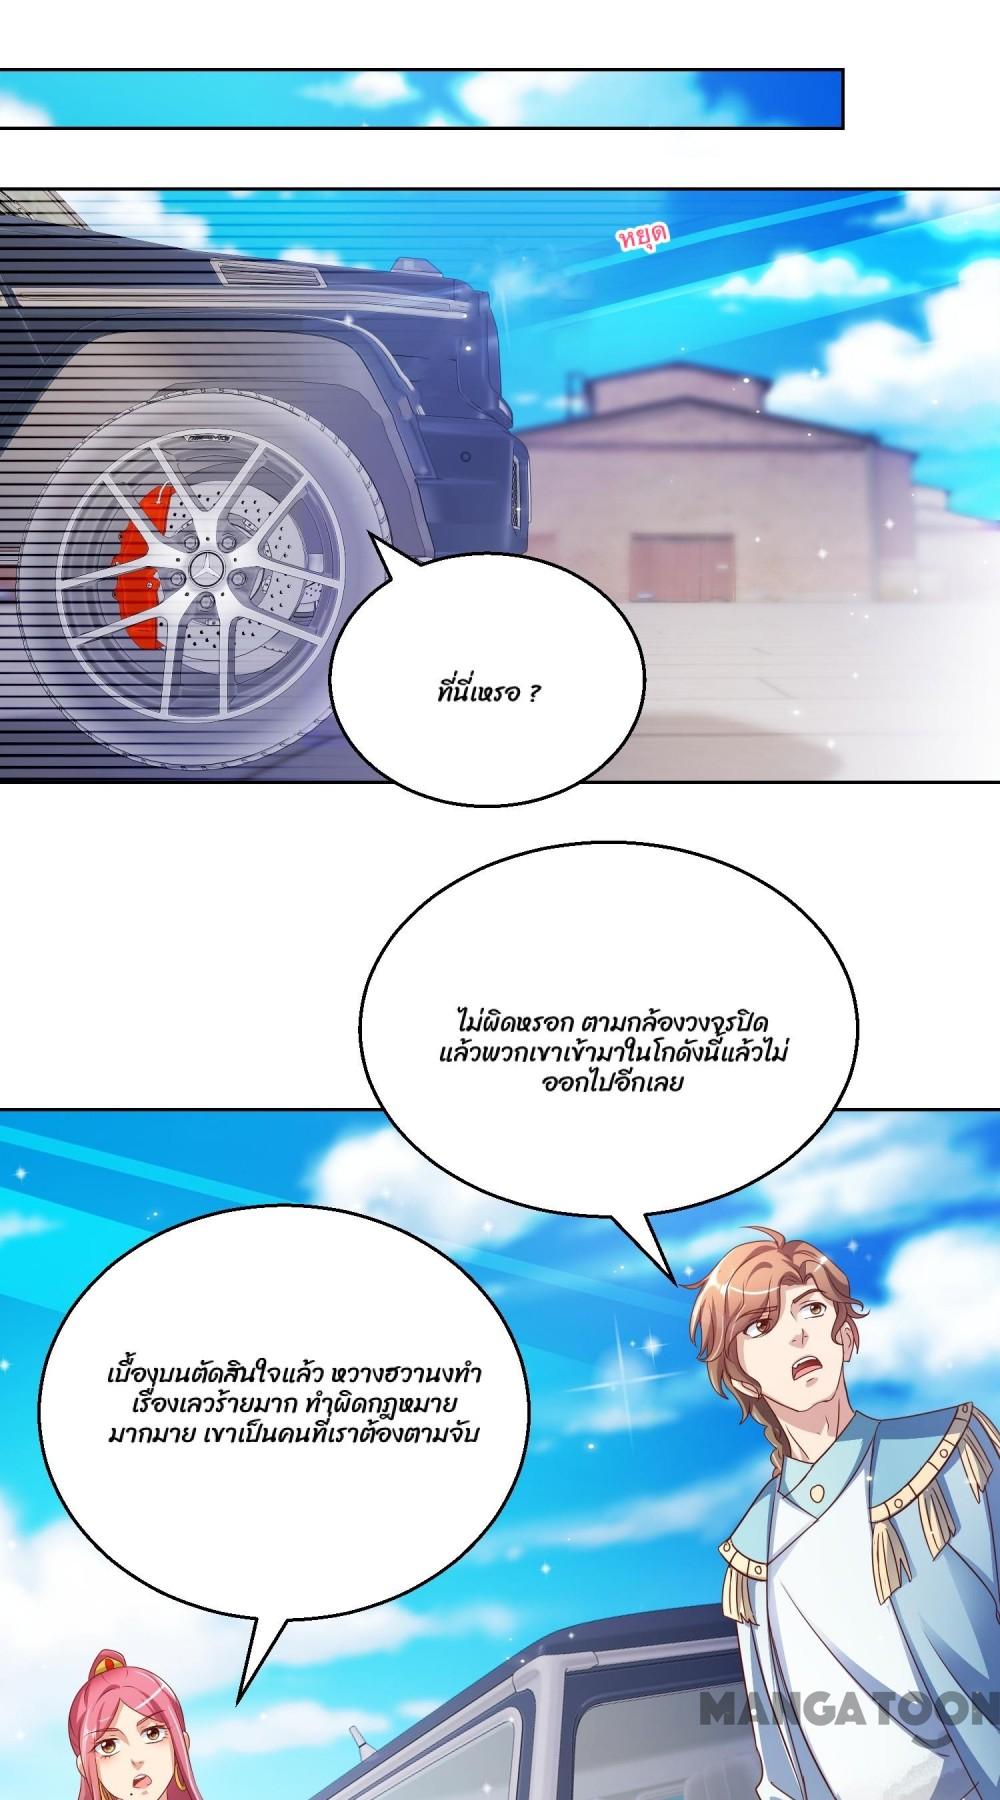 หยุด
ที่นี่เหรอ ?
ไม่ผิดหรอก ตามกล้องวงจรปิด
แล้วพวกเขาเข้ามาในโกดังนี้แล้วไม่
ออกไปอีกเลย
เบื้องบนตัดสินใจแล้ว หวางฮวานงทำ
เรื่องเลวร้ายมาก ทำผิดกฎหมาย
มากมาย เขาเป็นคนที่เราต้องตามจับ
MANGATOON